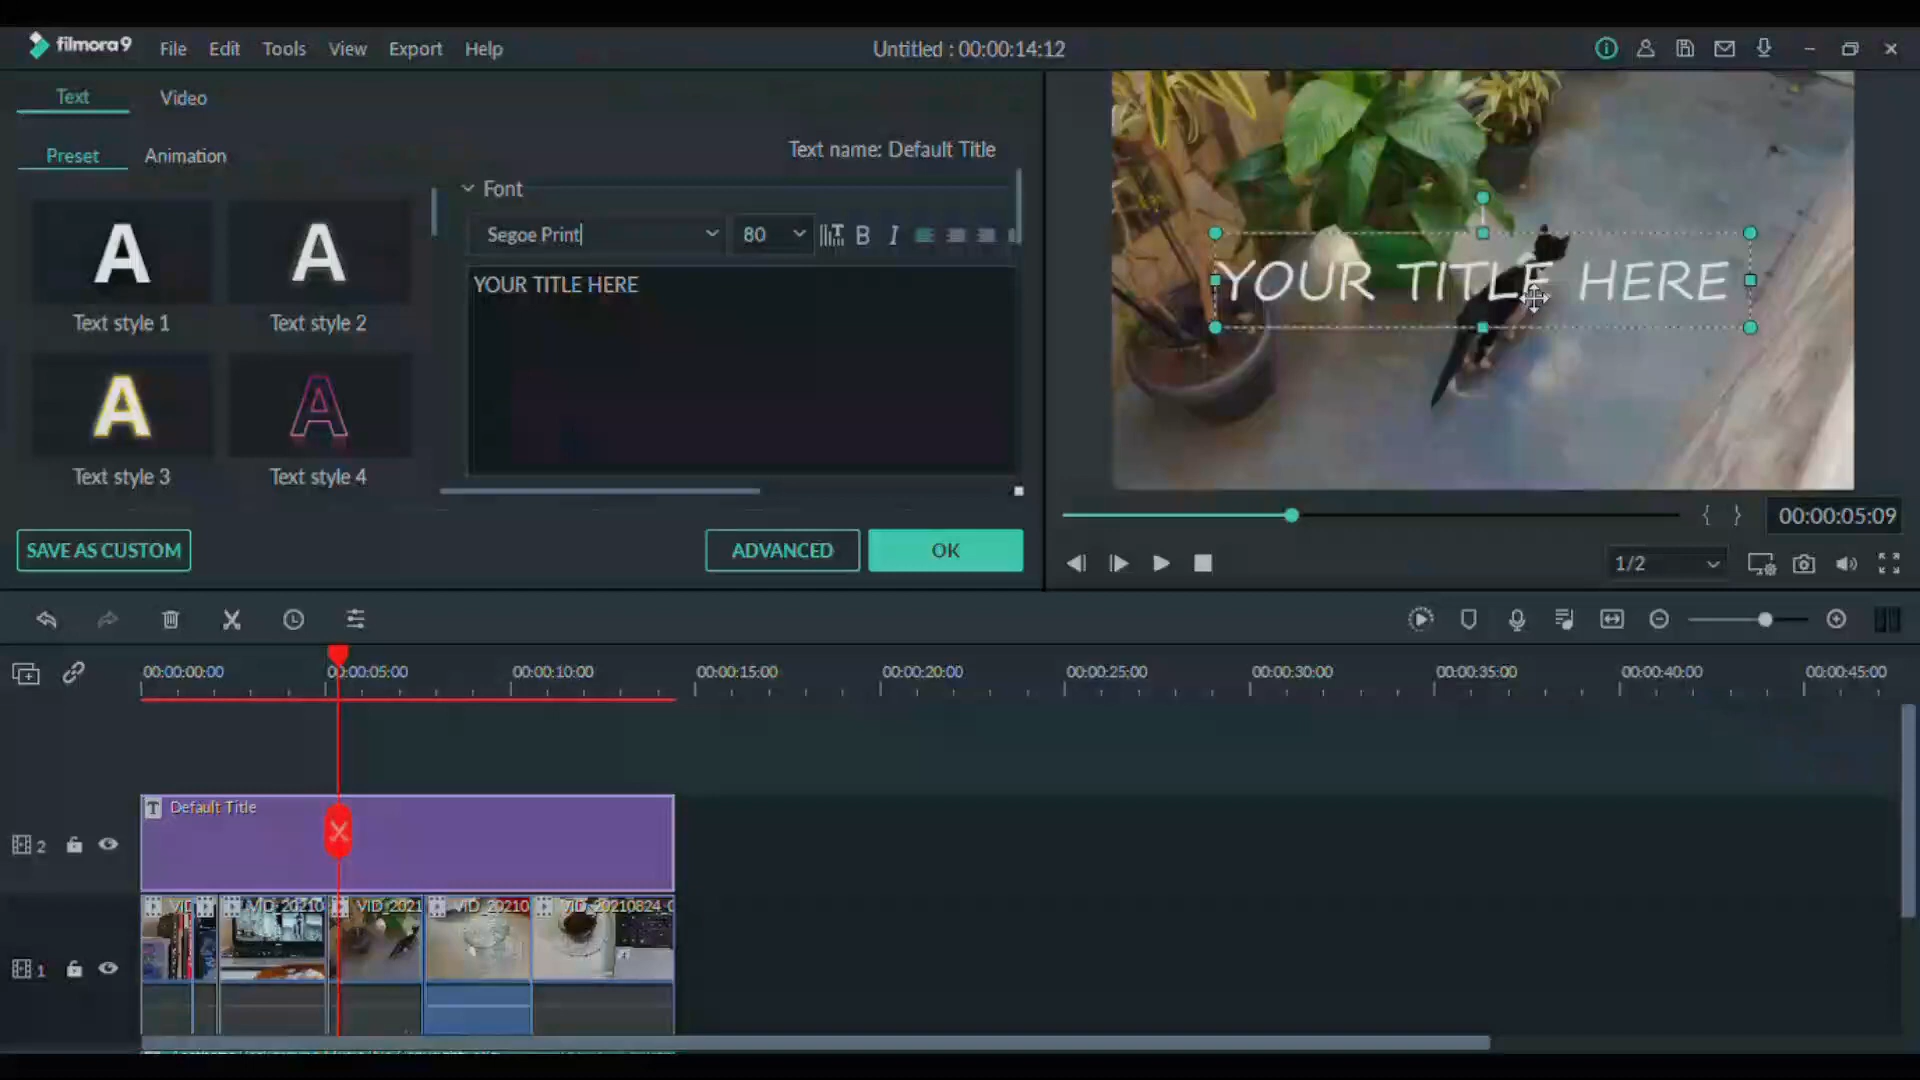 filmora9 File Edit Tools View Export Help Untitled : 00:00:14:12
Text Video
Preset Animation
Text name: Default Title
Font
Segoe Print 80 B I
YOUR TITLE HERE
A A
Text style 1 Text style 2
A A
Text style 3 Text style 4
SAVE AS CUSTOM ADVANCED OK
YOUR TITLE HERE
{ } 00:00:05:09
1/2
00:00:00:00 00:00:05:00 00:00:10:00 00:00:15:00 00:00:20:00 00:00:25:00 00:00:30:00 00:00:35:00 00:00:40:00 00:00:45:00
T Default Title
2
VID VID_20210 VID_2021 VID_20210 VID_20210824
1